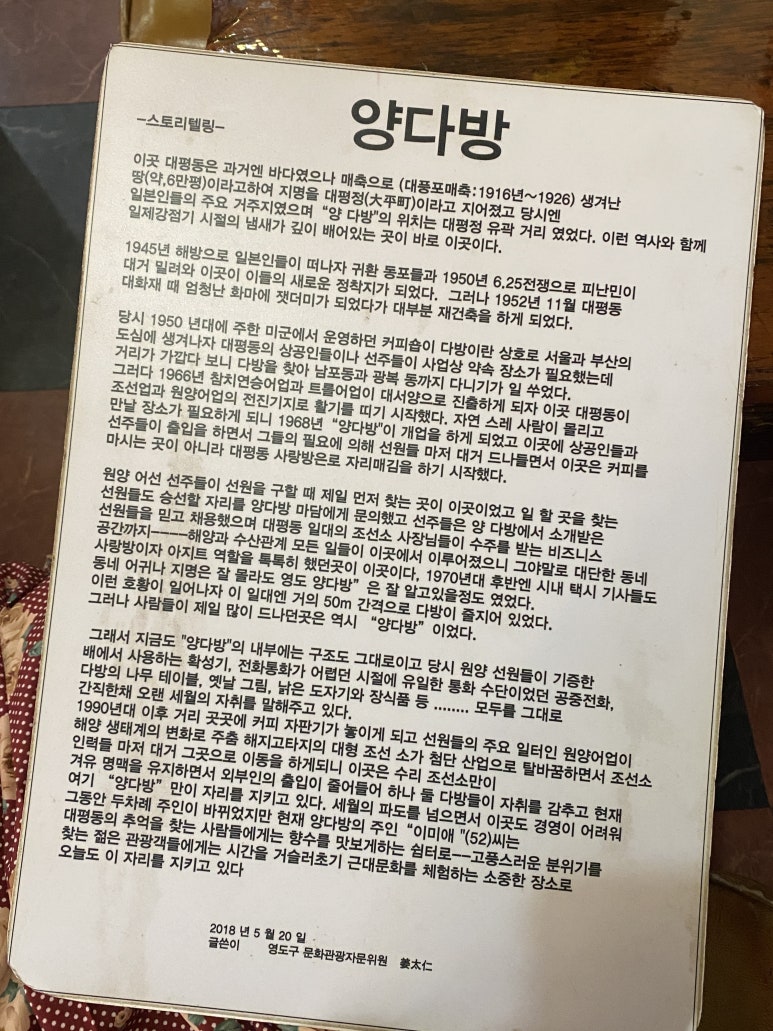 양다방
-스토리텔링-
이곳 대평동은 과거엔 바다였으나 매축으로 (대풍포매축:1916년~1926) 생겨난
땅(약,6만평)이라고하여 지명을 대평정(大平町)이라고 지어졌고 당시엔
일본인들의 주요 거주지였으며 “양 다방"의 위치는 대평정 유곽 거리 였었다. 이런 역사와 함께
일제강점기 시절의 냄새가 깊이 배어있는 곳이 바로 이곳이다.
1945년 해방으로 일본인들이 떠나자 귀환 동포들과 1950년 6,25전쟁으로 피난민이
대거 밀려와 이곳이 이들의 새로운 정착지가 되었다. 그러나 1952년 11월 대평동
대화재 때 엄청난 화마에 잿더미가 되었다가 대부분 재건축을 하게 되었다.
당시 1950 년대에 주한 미군에서 운영하던 커피숍이 다방이란 상호로 서울과 부산의
도심에 생겨나자 대평동의 상공인들이나 선주들이 사업상 약속 장소가 필요했는데
거리가 가깝다 보니 다방을 찾아 남포동과 광복 동까지 다니기가 일 쑤었다.
그러다 1966년 참치연승어업과 트롤어업이 대서양으로 진출하게 되자 이곳 대평동이
조선업과 원양어업의 전진기지로 활기를 띠기 시작했다. 자연 스레 사람이 몰리고
만날 장소가 필요하게 되니 1968년 “양다방"이 개업을 하게 되었고 이곳에 상공인들과
선주들이 출입을 하면서 그들의 필요에 의해 선원들 마저 대거 드나들면서 이곳은 커피를
마시는 곳이 아니라 대평동 사랑방은로 자리매김을 하기 시작했다.
원양 어선 선주들이 선원을 구할 때 제일 먼저 찾는 곳이 이곳이었고 일 할 곳을 찾는
선원들도 승선할 자리를 양다방 마담에게 문의했고 선주들은 양 다방에서 소개받은
선원들을 믿고 채용했으며 대평동 일대의 조선소 사장님들이 수주를 받는 비즈니스
공간까지-----해양과 수산관계 모든 일들이 이곳에서 이루어졌으니 그야말로 대단한 동네
사랑방이자 아지트 역할을 톡톡히 했던곳이 이곳이다, 1970년대 후반엔 시내 택시 기사들도
동네 어귀나 지명은 잘 몰라도 영도 양다방” 은 잘 알고있을정도 였었다.
이런 호황이 일어나자 이 일대엔 거의 50m 간격으로 다방이 줄지어 있었다.
그러나 사람들이 제일 많이 드나던곳은 역시 “양다방” 이었다.
그래서 지금도 "양다방"의 내부에는 구조도 그대로이고 당시 원양 선원들이 기증한
배에서 사용하는 확성기, 전화통화가 어렵던 시절에 유일한 통화 수단이었던 공중전화,
다방의 나무 테이블, 옛날 그림, 낡은 도자기와 장식품 등 ........ 모두를 그대로
간직한채 오랜 세월의 자취를 말해주고 있다.
1990년대 이후 거리 곳곳에 커피 자판기가 놓이게 되고 선원들의 주요 일터인 원양어업이
해양 생태계의 변화로 주춤 해지고타지의 대형 조선 소가 첨단 산업으로 탈바꿈하면서 조선소
인력들 마저 대거 그곳으로 이동을 하게되니 이곳은 수리 조선소만이
겨유 명맥을 유지하면서 외부인의 출입이 줄어들어 하나 둘 다방들이 자취를 감추고 현재
여기 “양다방” 만이 자리를 지키고 있다. 세월의 파도를 넘으면서 이곳도 경영이 어려워
그동안 두차례 주인이 바뀌었지만 현재 양다방의 주인 “이미애 "(52)씨는
대평동의 추억을 찾는 사람들에게는 향수를 맛보게하는 쉼터로--고풍스러운 분위기를
찾는 젊은 관광객들에게는 시간을 거슬러초기 근대문화를 체험하는 소중한 장소로
오늘도 이 자리를 지키고 있다
2018 년 5 월 20 일
글쓴이 영도구 문화관광자문위원 姜太仁